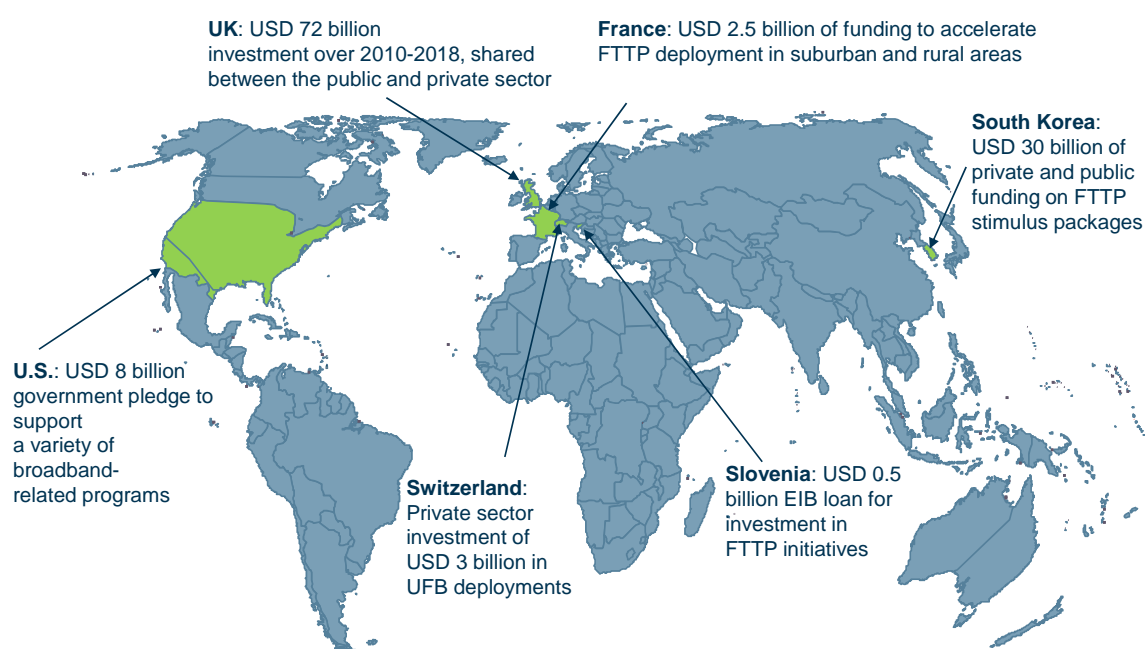 UK: USD 72 billion
investment over 2010-2018, shared
between the public and private sector
France: USD 2.5 billion of funding to accelerate
FTTP deployment in suburban and rural areas
South Korea:
USD 30 billion of
private and public
funding on FTTP
stimulus packages
U.S.: USD 8 billion
government pledge to
support
a variety of
broadband-
related programs
Switzerland:
Private sector
investment of
USD 3 billion in
UFB deployments
Slovenia: USD 0.5
billion EIB loan for
investment in
FTTP initiatives